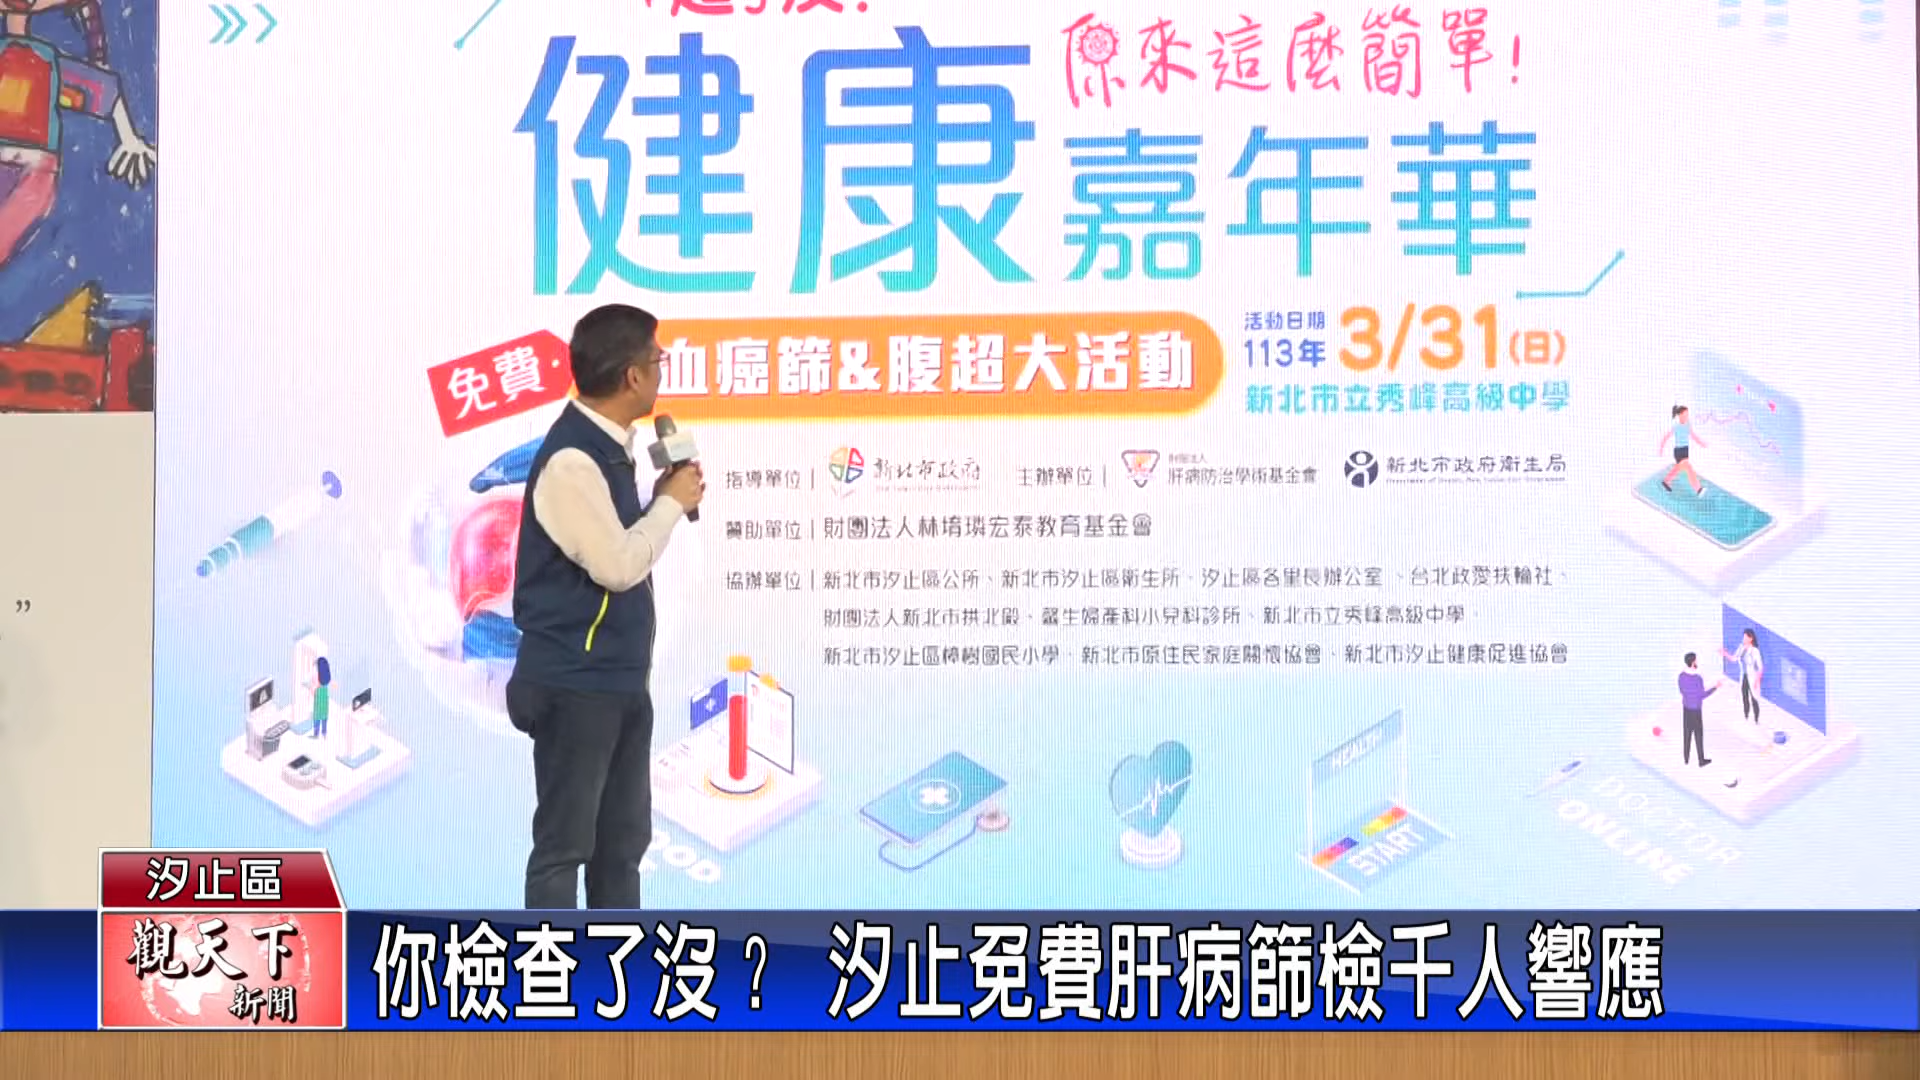 你來這麼簡單!
健康嘉年華
免費
血癌篩&腹超大活動
活動日期
113年 3/31(日)
新北市立秀峰高級中學
指導單位 | 新北市政府 主辦單位 | 財團法人 肝病防治學術基金會 新北市政府衛生局
贊助單位 | 財團法人林堉璘宏泰教育基金會
協辦單位 | 新北市汐止區公所、新北市汐止區衛生所、汐止區各里長辦公室、台北政愛扶輪社、
財團法人新北市拱北殿、馨生婦產科小兒科診所、新北市立秀峰高級中學、
新北市汐止區樟樹國民小學、新北市原住民家庭關懷協會、新北市汐止健康促進協會
HEALTH
START
DOCTOR
ONLINE
”
汐止區
觀天下
新聞
你檢查了沒？ 汐止免費肝病篩檢千人響應